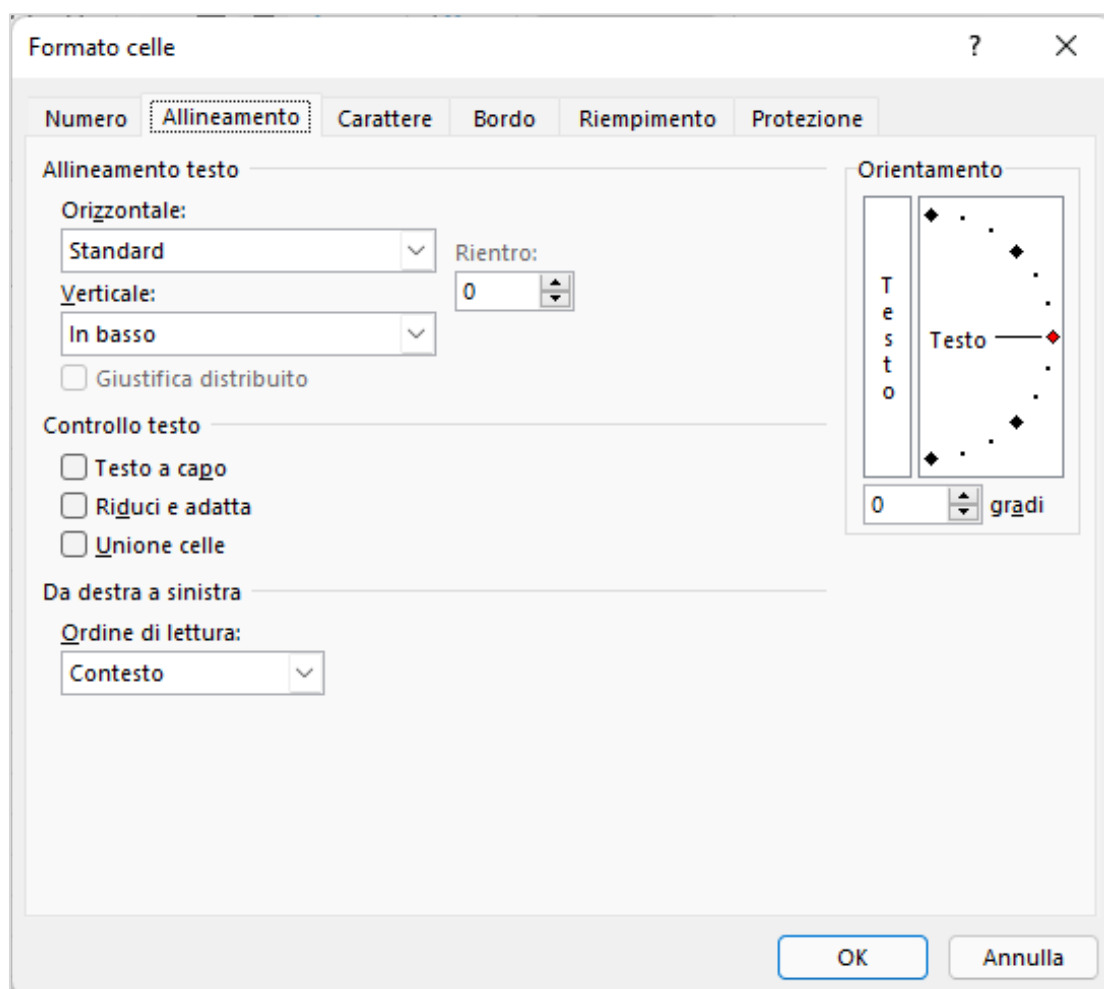 Formato celle
Numero Allineamento Carattere Bordo Riempimento Protezione
Allineamento testo
Orizzontale:
Standard
Rientro:
0
Verticale:
In basso
Giustifica distribuito
Controllo testo
Testo a capo
Riduci e adatta
Unione celle
Da destra a sinistra
Ordine di lettura:
Contesto
Orientamento
Testo
Testo
0 gradi
OK Annulla